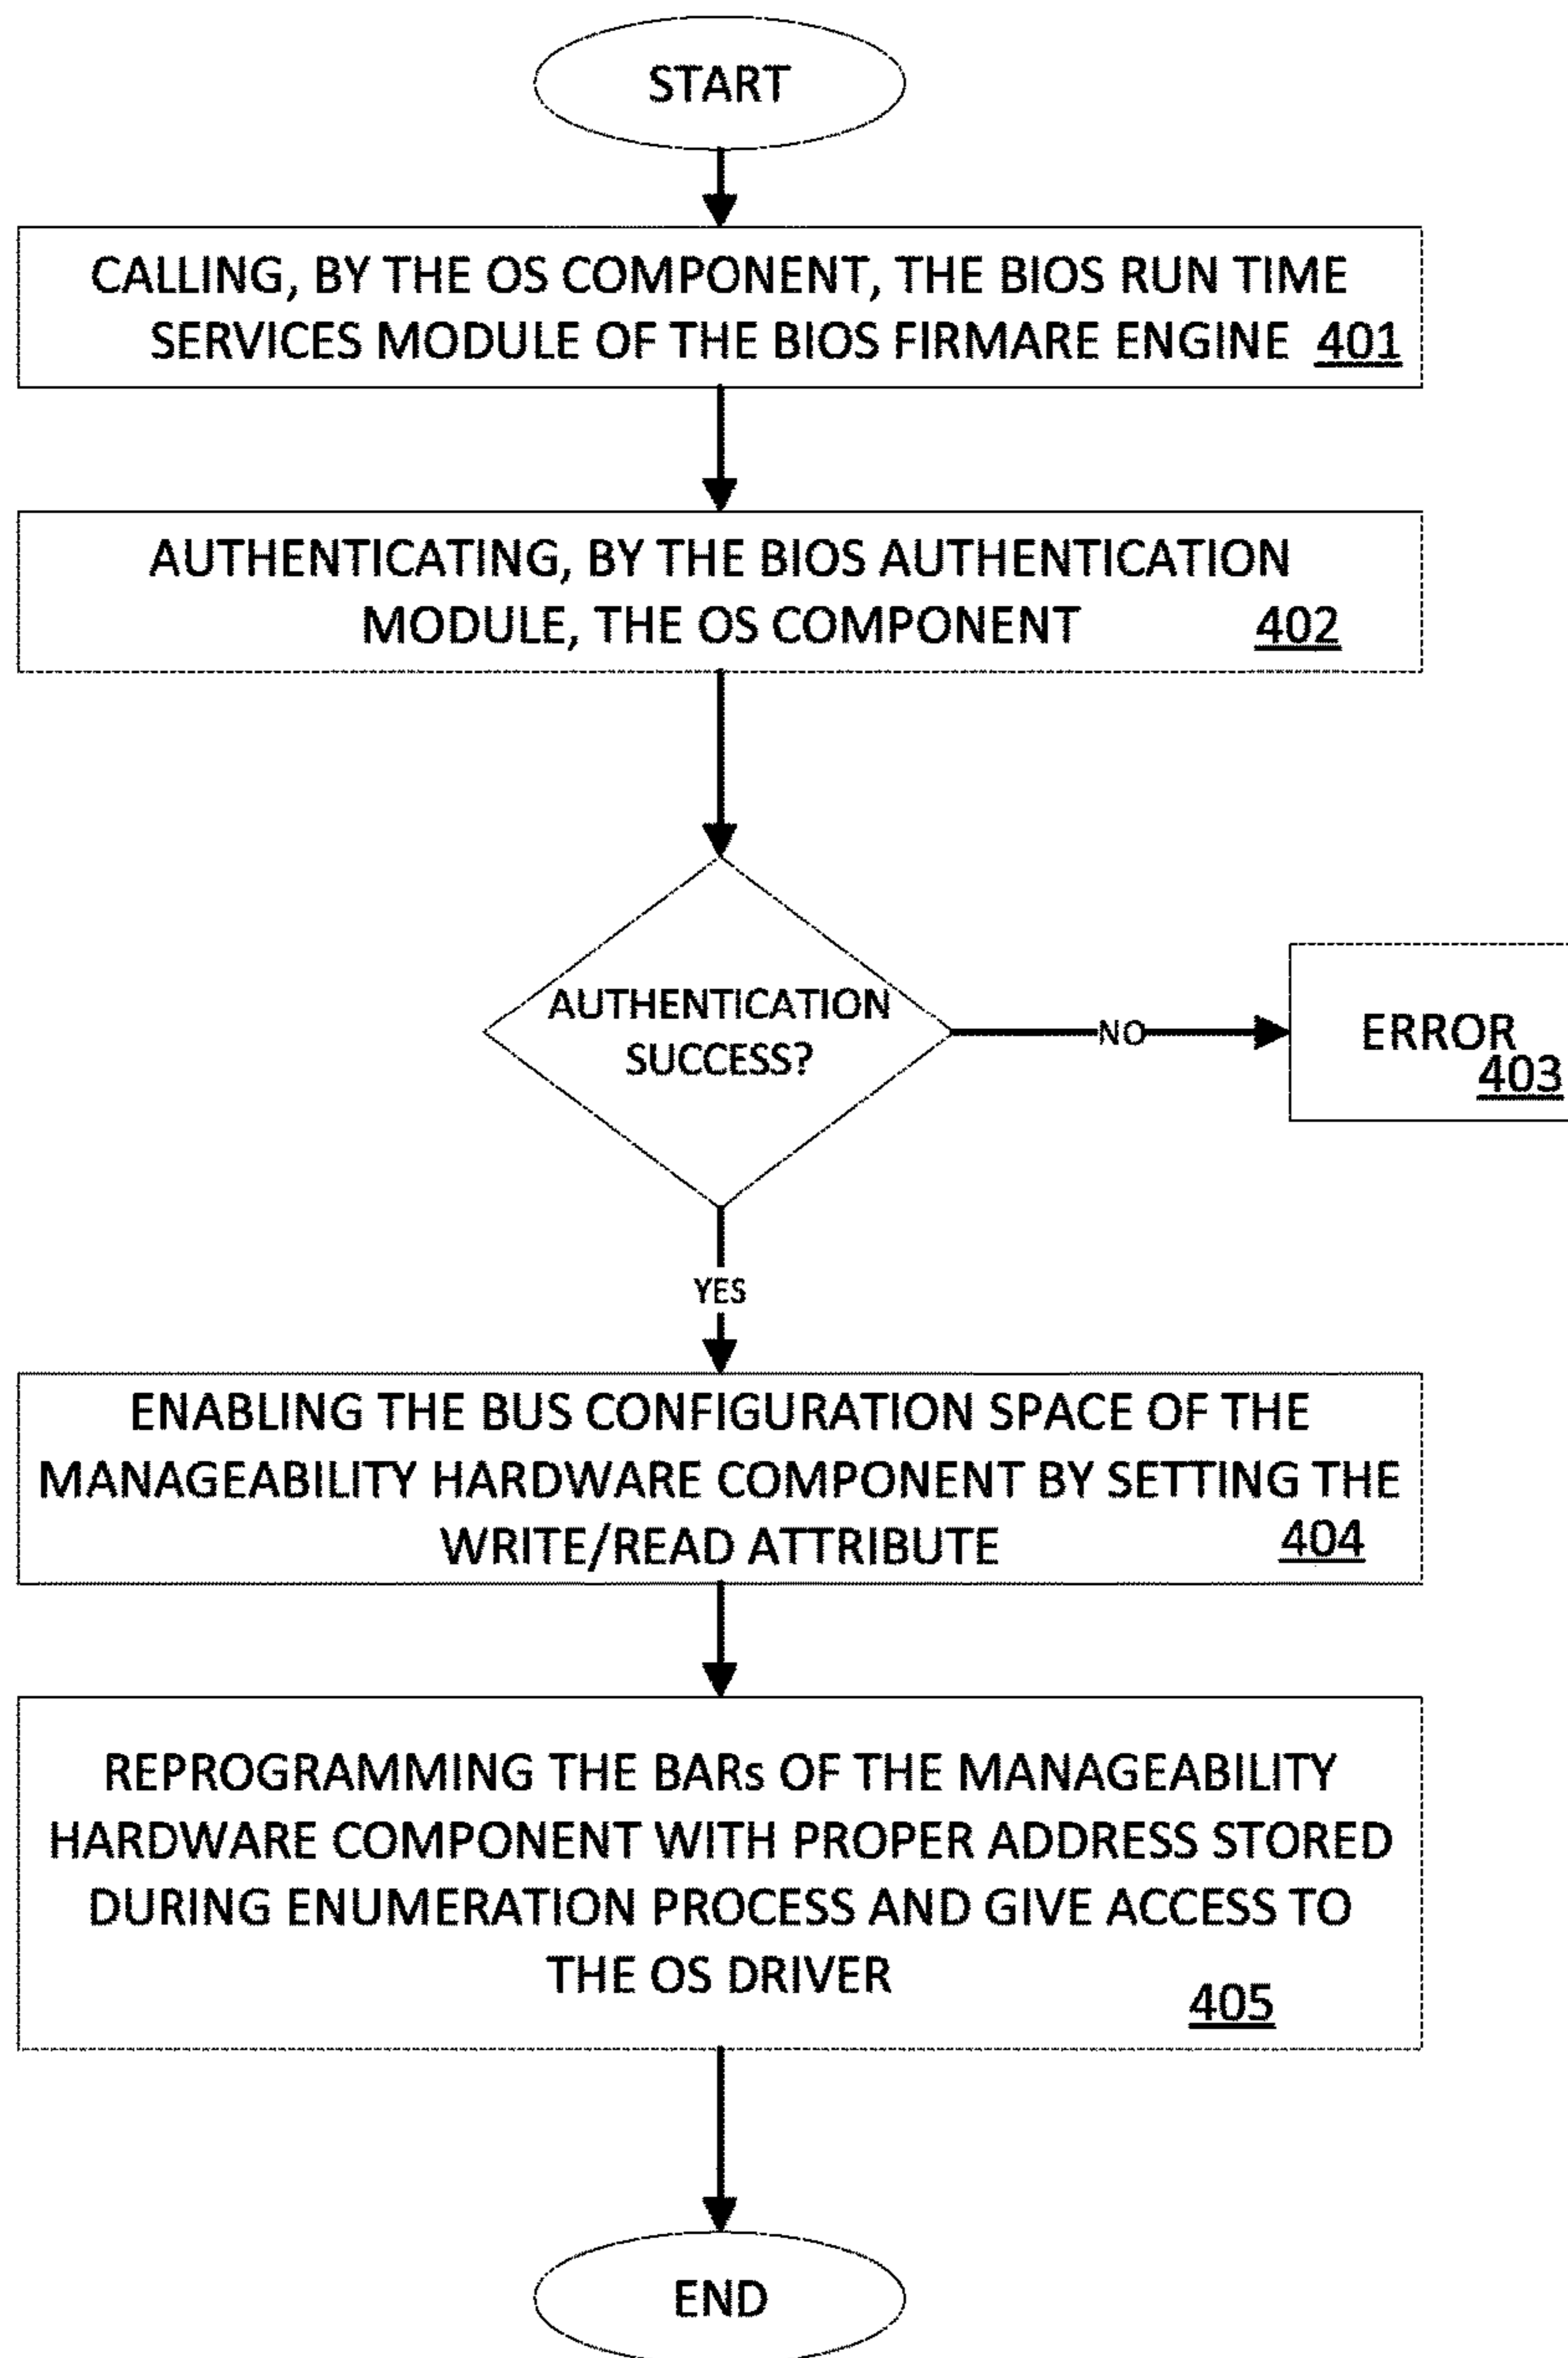 START
CALLING, BY THE OS COMPONENT, THE BIOS RUN TIME
SERVICES MODULE OF THE BIOS FIRMARE ENGINE 401
AUTHENTICATING, BY THE BIOS AUTHENTICATION
MODULE, THE OS COMPONENT 402
AUTHENTICATION
SUCCESS?
NO
ERROR
403
YES
ENABLING THE BUS CONFIGURATION SPACE OF THE
MANAGEABILITY HARDWARE COMPONENT BY SETTING THE
WRITE/READ ATTRIBUTE 404
REPROGRAMMING THE BARs OF THE MANAGEABILITY
HARDWARE COMPONENT WITH PROPER ADDRESS STORED
DURING ENUMERATION PROCESS AND GIVE ACCESS TO
THE OS DRIVER
405
END